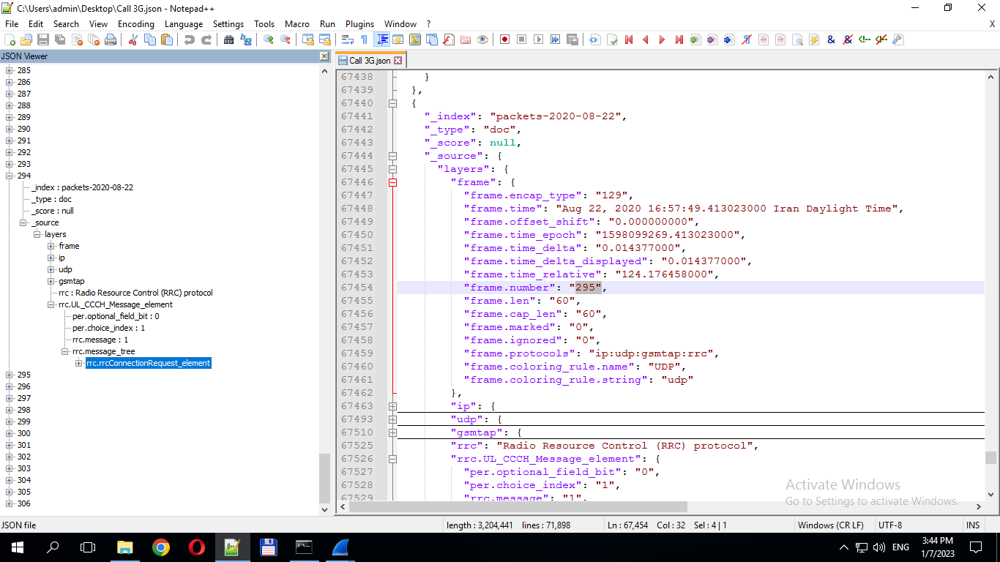 C:\Users\admin\Desktop\Call 3G.json - Notepad++
File Edit Search View Encoding Language Settings Tools Macro Run Plugins Window ? X
JSON Viewer
285
286
287
288
289
290
291
292
293
294
_index : packets-2020-08-22
_type : doc
_score : null
_source
layers
frame
ip
udp
gsmtap
rrc : Radio Resource Control (RRC) protocol
rrc.UL_CCCH_Message_element
per.optional_field_bit : 0
per.choice_index : 1
rrc.message : 1
rrc.message_tree
rrc.rrcConnectionRequest_element
295
296
297
298
299
300
301
302
303
304
305
306
Call 3G.json
67438 }
67439 },
67440 {
67441 "_index": "packets-2020-08-22",
67442 "_type": "doc",
67443 "_score": null,
67444 "_source": {
67445 "layers": {
67446 "frame": {
67447 "frame.encap_type": "129",
67448 "frame.time": "Aug 22, 2020 16:57:49.413023000 Iran Daylight Time",
67449 "frame.offset_shift": "0.000000000",
67450 "frame.time_epoch": "1598099269.413023000",
67451 "frame.time_delta": "0.014377000",
67452 "frame.time_delta_displayed": "0.014377000",
67453 "frame.time_relative": "124.176458000",
67454 "frame.number": "295",
67455 "frame.len": "60",
67456 "frame.cap_len": "60",
67457 "frame.marked": "0",
67458 "frame.ignored": "0",
67459 "frame.protocols": "ip:udp:gsmtap:rrc",
67460 "frame.coloring_rule.name": "UDP",
67461 "frame.coloring_rule.string": "udp"
67462 },
67463 "ip": {
67493 "udp": {
67510 "gsmtap": {
67525 "rrc": "Radio Resource Control (RRC) protocol",
67526 "rrc.UL_CCCH_Message_element": {
67527 "per.optional_field_bit": "0",
67528 "per.choice_index": "1",
67529 "rrc.message": "1",
Activate Windows
Go to Settings to activate Windows.
JSON file length : 3,204,441 lines : 71,898 Ln : 67,454 Col : 32 Sel : 4 | 1 Windows (CR LF) UTF-8 INS
ENG
3:44 PM
1/7/2023